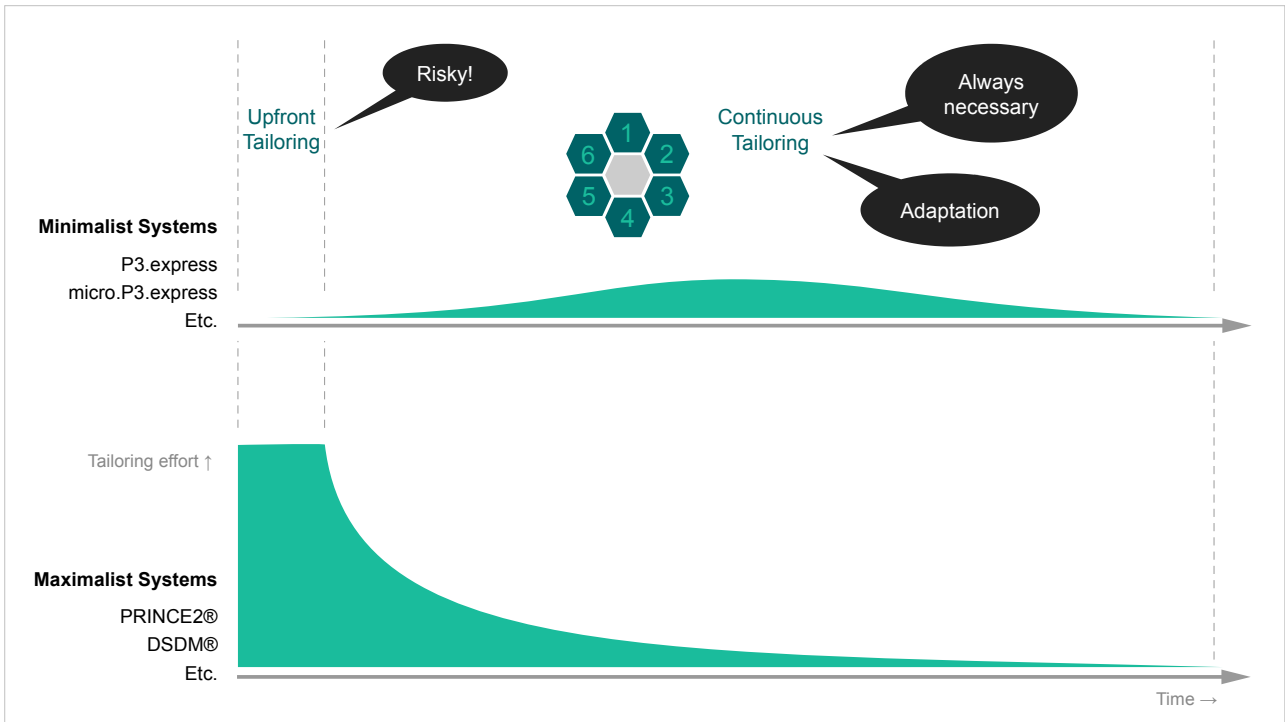 Risky!
Always
necessary
Upfront
Tailoring
Continuous
Tailoring
1
2
3
4
5
6
Adaptation
Minimalist Systems
P3.express
micro.P3.express
Etc.
Tailoring effort ↑
Maximalist Systems
PRINCE2®
DSDM®
Etc.
Time →